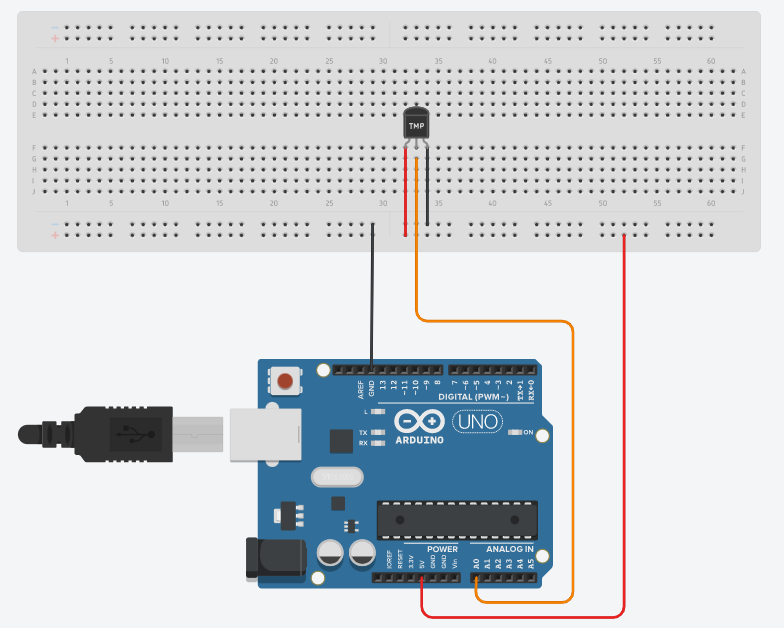 - -
+ +
1 5 10 15 20 25 30 35 40 45 50 55 60
A A
B B
C C
D D
E E
TMP
F F
G G
H H
I I
J J
1 5 10 15 20 25 30 35 40 45 50 55 60
- -
+ +
AREF GND 13 12 ~11 ~10 ~9 8 7 ~6 ~5 4 ~3 2 TX→1 RX←0
DIGITAL (PWM~)
L
TX
RX
ARDUINO
UNO
ON
POWER
ANALOG IN
IOREF RESET 3.3V 5V GND GND Vin A0 A1 A2 A3 A4 A5